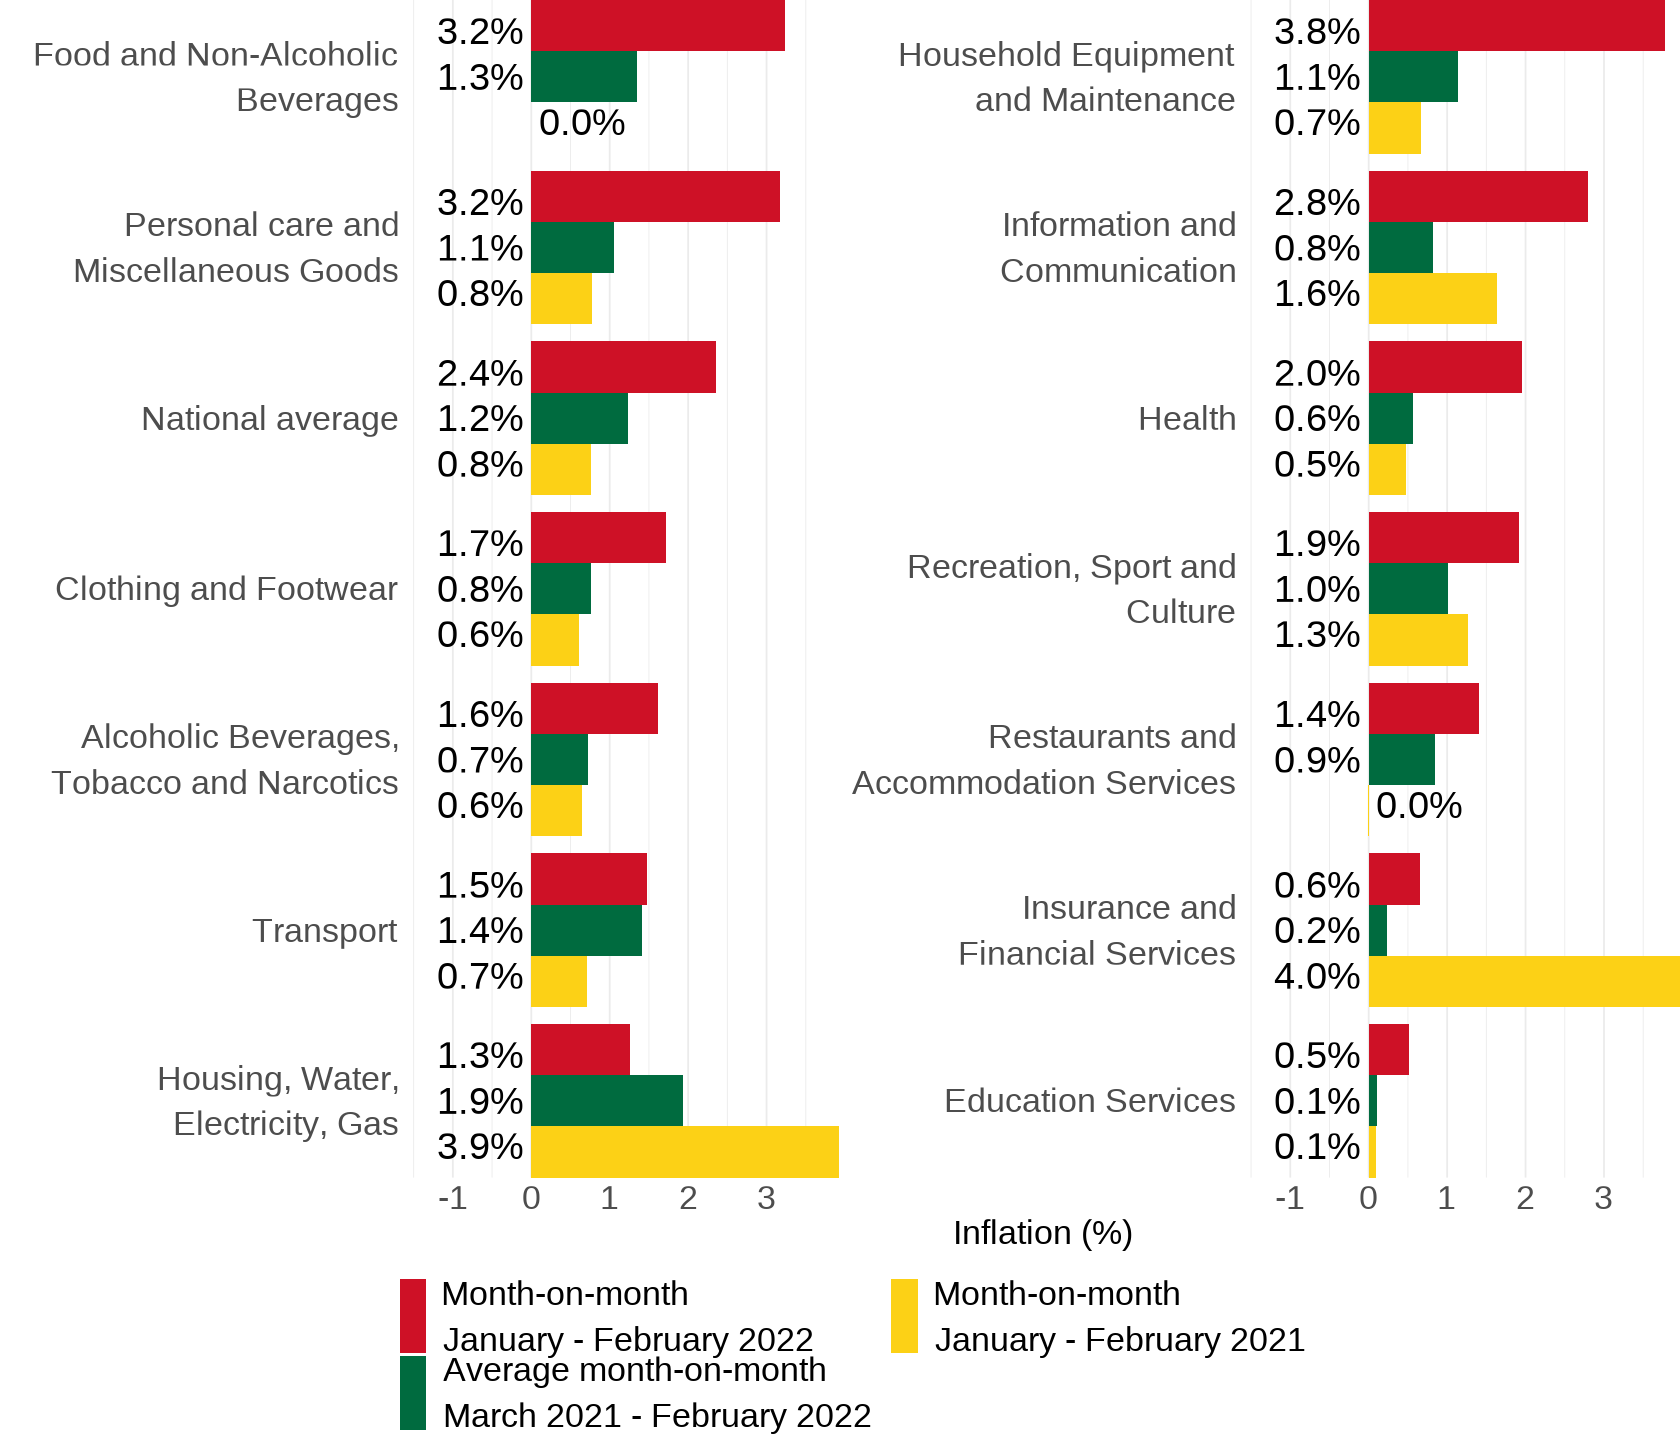 Food and Non-Alcoholic
Beverages
3.2%
1.3%
0.0%
Personal care and
Miscellaneous Goods
3.2%
1.1%
0.8%
National average
2.4%
1.2%
0.8%
Clothing and Footwear
1.7%
0.8%
0.6%
Alcoholic Beverages,
Tobacco and Narcotics
1.6%
0.7%
0.6%
Transport
1.5%
1.4%
0.7%
Housing, Water,
Electricity, Gas
1.3%
1.9%
3.9%
-1 0 1 2 3
Household Equipment
and Maintenance
3.8%
1.1%
0.7%
Information and
Communication
2.8%
0.8%
1.6%
Health
2.0%
0.6%
0.5%
Recreation, Sport and
Culture
1.9%
1.0%
1.3%
Restaurants and
Accommodation Services
1.4%
0.9%
0.0%
Insurance and
Financial Services
0.6%
0.2%
4.0%
Education Services
0.5%
0.1%
0.1%
-1 0 1 2 3
Inflation (%)
Month-on-month
January - February 2022
Average month-on-month
March 2021 - February 2022
Month-on-month
January - February 2021